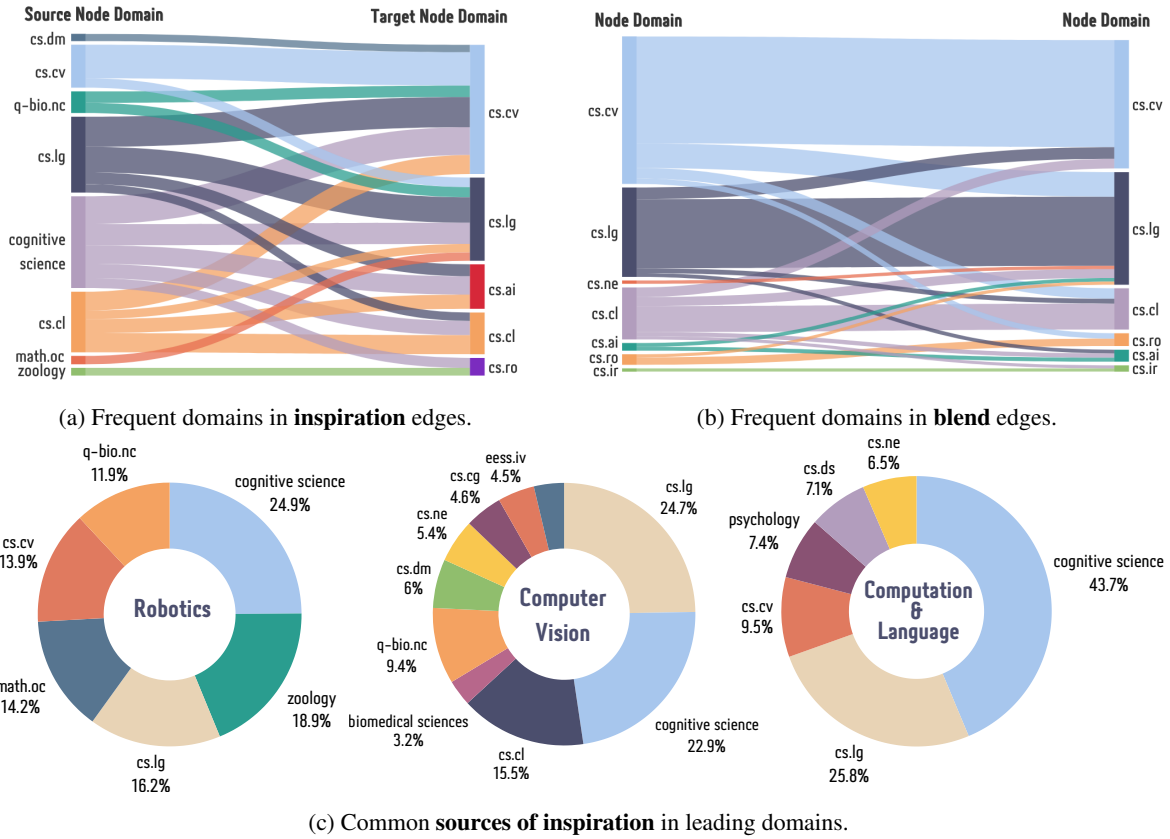 Source Node Domain
Target Node Domain
cs.dm
cs.cv
q-bio.nc
cs.lg
cognitive
science
cs.cl
math.oc
zoology
cs.cv
cs.lg
cs.ai
cs.cl
cs.ro
(a) Frequent domains in inspiration edges.
Node Domain
Node Domain
cs.cv
cs.lg
cs.ne
cs.cl
cs.ai
cs.ro
cs.ir
cs.cv
cs.lg
cs.cl
cs.ro
cs.ai
cs.ir
(b) Frequent domains in blend edges.
Robotics
q-bio.nc
11.9%
cognitive science
24.9%
cs.cv
13.9%
math.oc
14.2%
zoology
18.9%
cs.lg
16.2%
Computer
Vision
eess.iv
4.5%
cs.cg
4.6%
cs.ne
5.4%
cs.dm
6%
q-bio.nc
9.4%
biomedical sciences
3.2%
cs.cl
15.5%
cs.lg
24.7%
cognitive science
22.9%
Computation
&
Language
cs.ne
6.5%
cs.ds
7.1%
psychology
7.4%
cs.cv
9.5%
cs.lg
25.8%
cognitive science
43.7%
(c) Common sources of inspiration in leading domains.